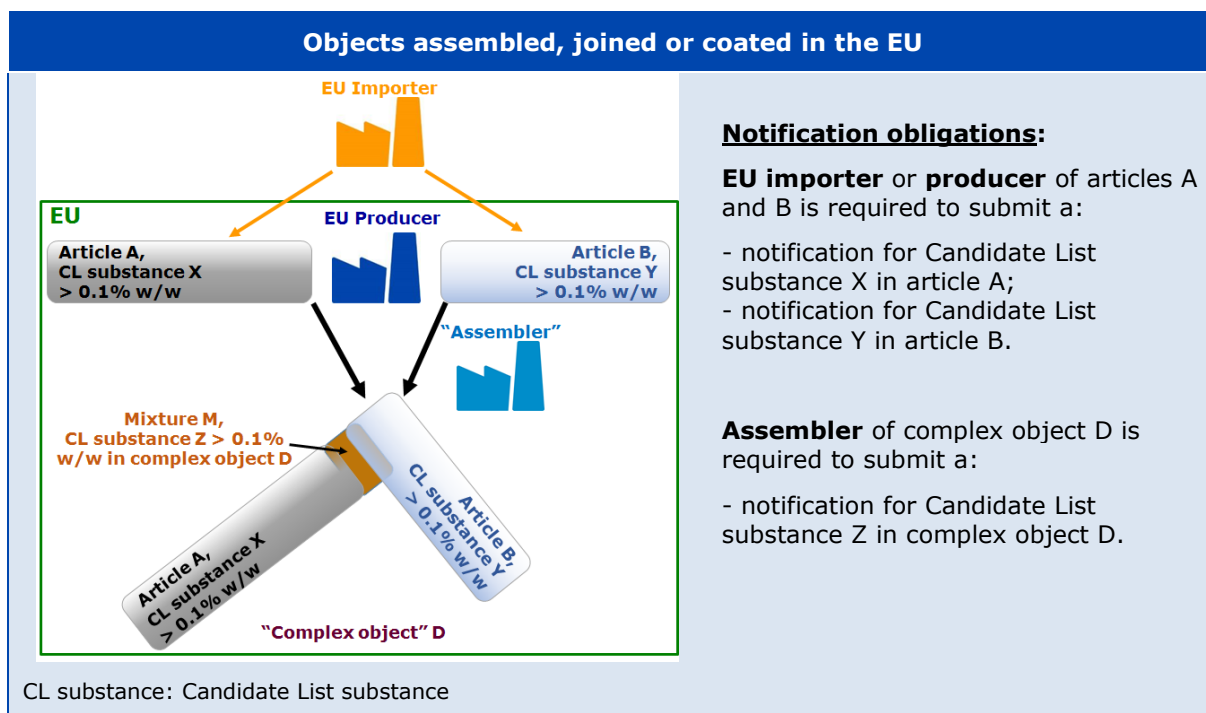 Objects assembled, joined or coated in the EU
EU Importer
EU
EU Producer
Article A,
CL substance X
> 0.1% w/w
Article B,
CL substance Y
> 0.1% w/w
“Assembler”
Mixture M,
CL substance Z > 0.1%
w/w in complex object D
Article A,
CL substance X
> 0.1% w/w
Article B,
CL substance Y
> 0.1% w/w
“Complex object” D
CL substance: Candidate List substance
Notification obligations:
EU importer or producer of articles A
and B is required to submit a:
- notification for Candidate List
substance X in article A;
- notification for Candidate List
substance Y in article B.
Assembler of complex object D is
required to submit a:
- notification for Candidate List
substance Z in complex object D.